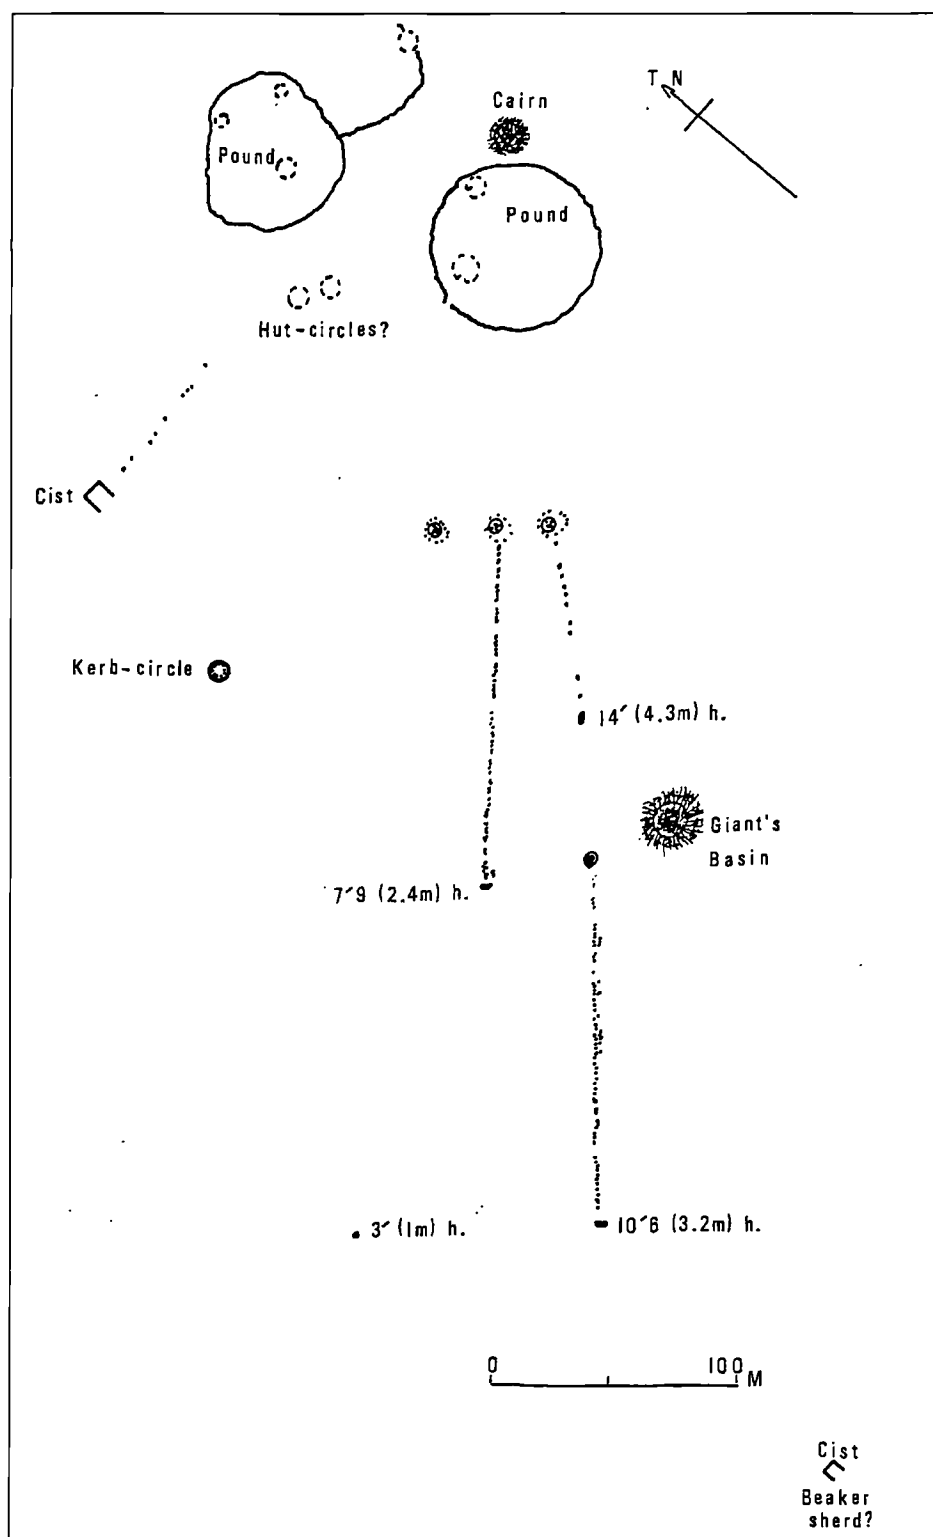 T N
Cairn
Pound
Pound
Hut-circles?
Cist
Kerb-circle
14′ (4.3m) h.
Giant's
Basin
7′9 (2.4m) h.
3′ (1m) h.
10′6 (3.2m) h.
0 100 M
Cist
Beaker
sherd?